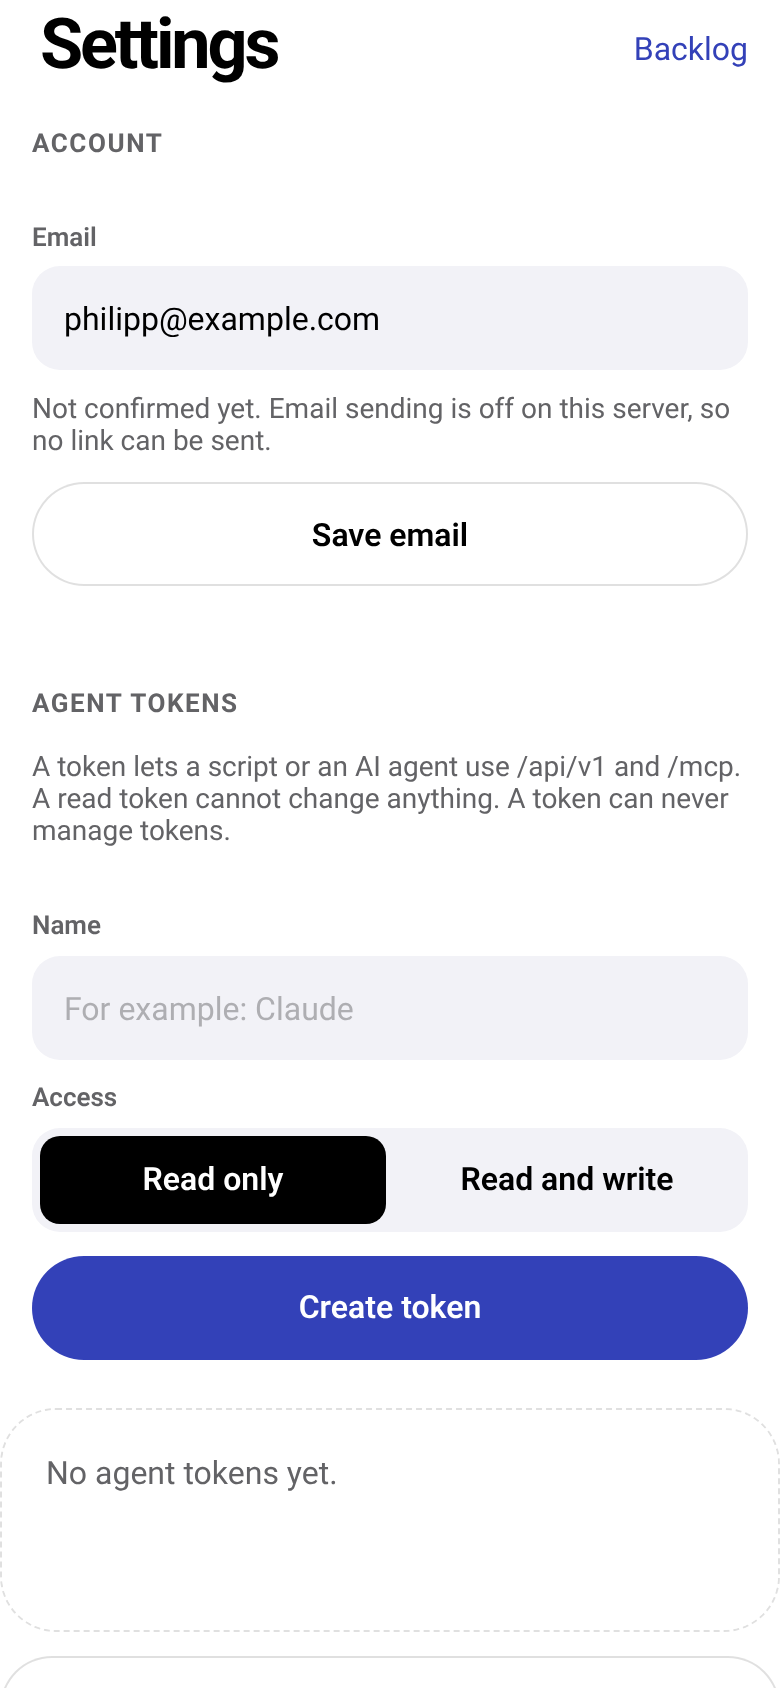 Settings
Backlog
ACCOUNT
Email
philipp@example.com
Not confirmed yet. Email sending is off on this server, so
no link can be sent.
Save email
AGENT TOKENS
A token lets a script or an AI agent use /api/v1 and /mcp.
A read token cannot change anything. A token can never
manage tokens.
Name
For example: Claude
Access
Read only
Read and write
Create token
No agent tokens yet.